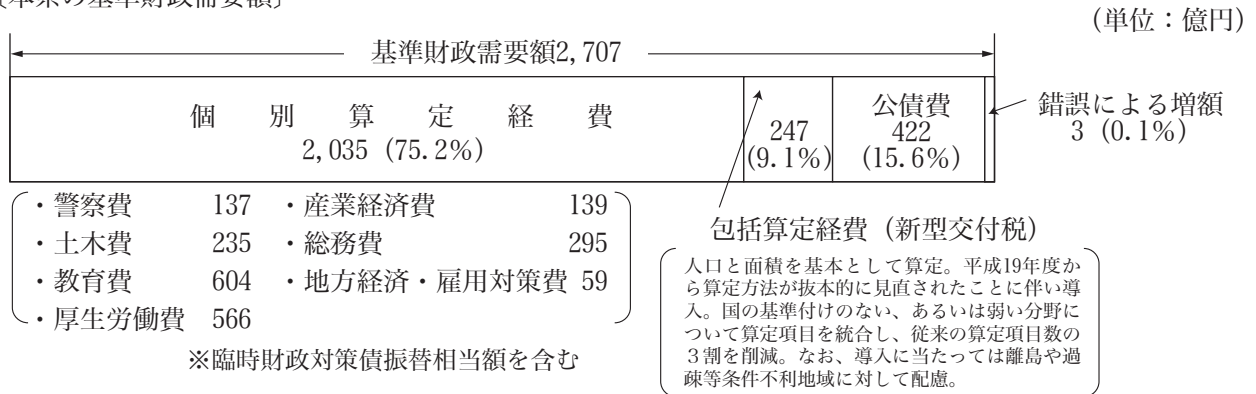 〔本来の基準財政需要額〕
(単位：億円)
基準財政需要額2,707
個別算定経費
2,035 (75.2%)
247
(9.1%)
公債費
422
(15.6%)
錯誤による増額
3 (0.1%)
・警察費 137 ・産業経済費 139
・土木費 235 ・総務費 295
・教育費 604 ・地方経済・雇用対策費 59
・厚生労働費 566
※臨時財政対策債振替相当額を含む
包括算定経費（新型交付税）
人口と面積を基本として算定。平成19年度か
ら算定方法が抜本的に見直されたことに伴い導
入。国の基準付けのない、あるいは弱い分野に
ついて算定項目を統合し、従来の算定項目数の
３割を削減。なお、導入に当たっては離島や過
疎等条件不利地域に対して配慮。